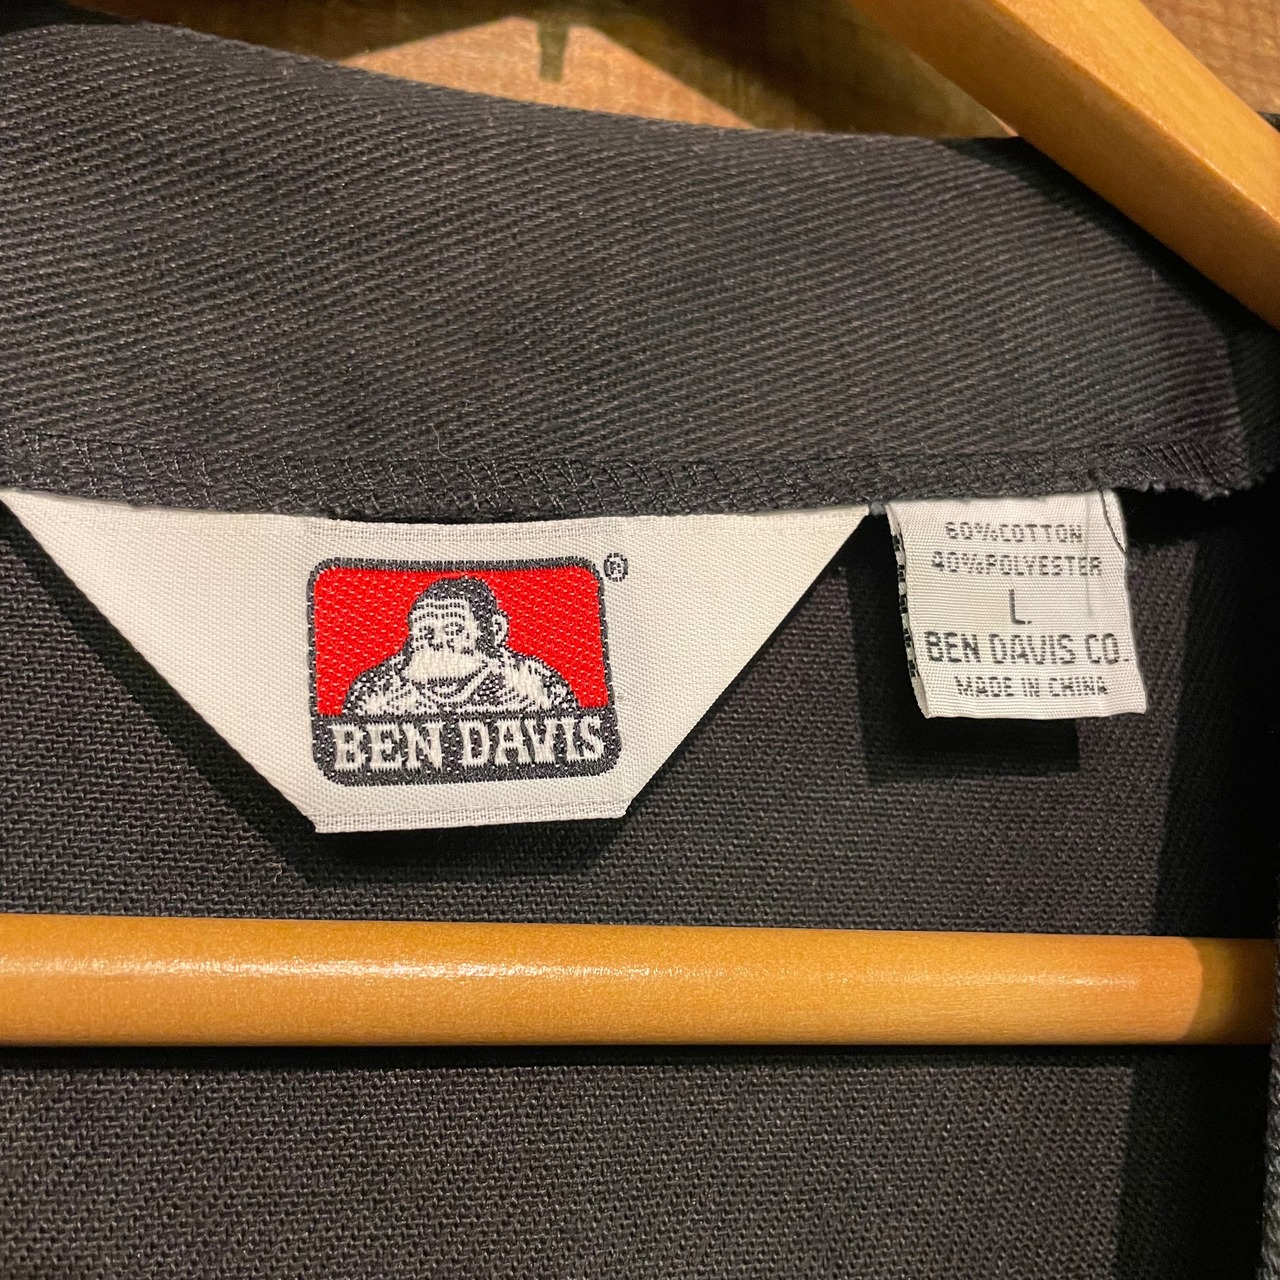 ®
BEN DAVIS
60%COTTON
40%POLYESTER
L.
BEN DAVIS CO.
MADE IN CHINA